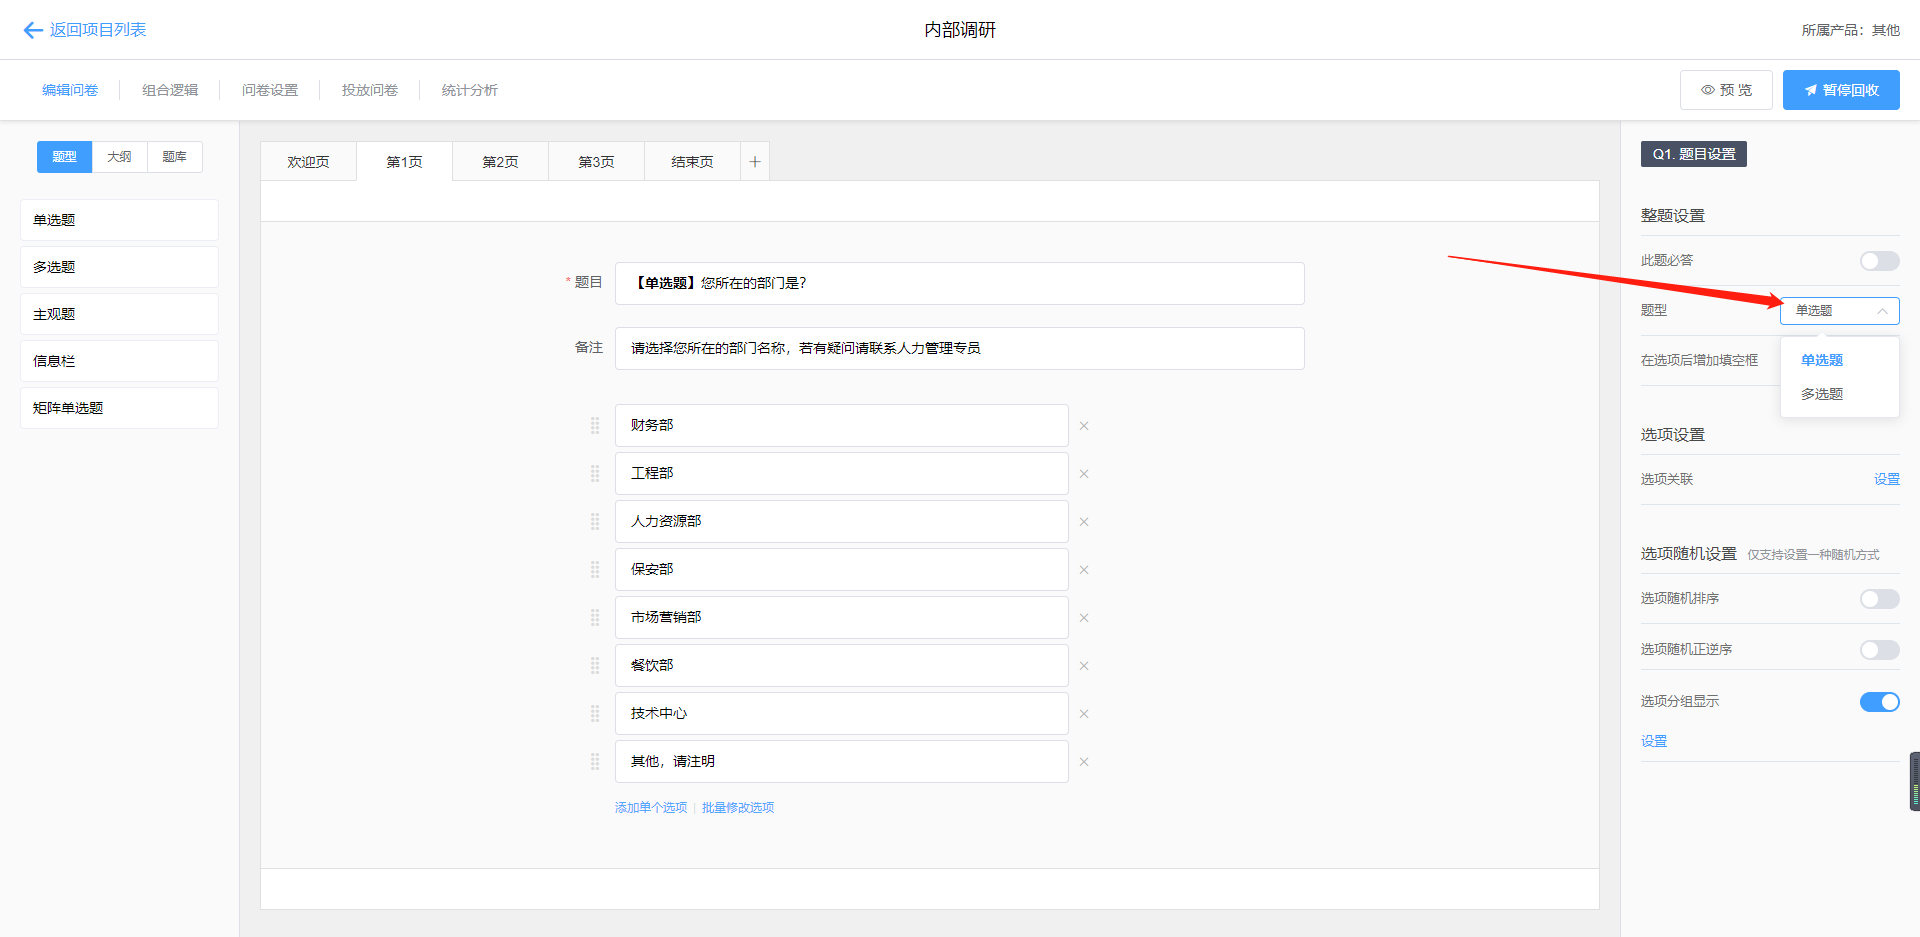 返回项目列表
内部调研
所属产品：其他
编辑问卷
组合逻辑
问卷设置
投放问卷
统计分析
预 览
暂停回收
题型
大纲
题库
单选题
多选题
主观题
信息栏
矩阵单选题
欢迎页
第1页
第2页
第3页
结束页
+
* 题目
【单选题】您所在的部门是？
备注
请选择您所在的部门名称，若有疑问请联系人力管理专员
财务部
工程部
人力资源部
保安部
市场营销部
餐饮部
技术中心
其他，请注明
添加单个选项 | 批量修改选项
Q1. 题目设置
整题设置
此题必答
题型
单选题
单选题
多选题
在选项后增加填空框
选项设置
选项关联
设置
选项随机设置 仅支持设置一种随机方式
选项随机排序
选项随机正逆序
选项分组显示
设置